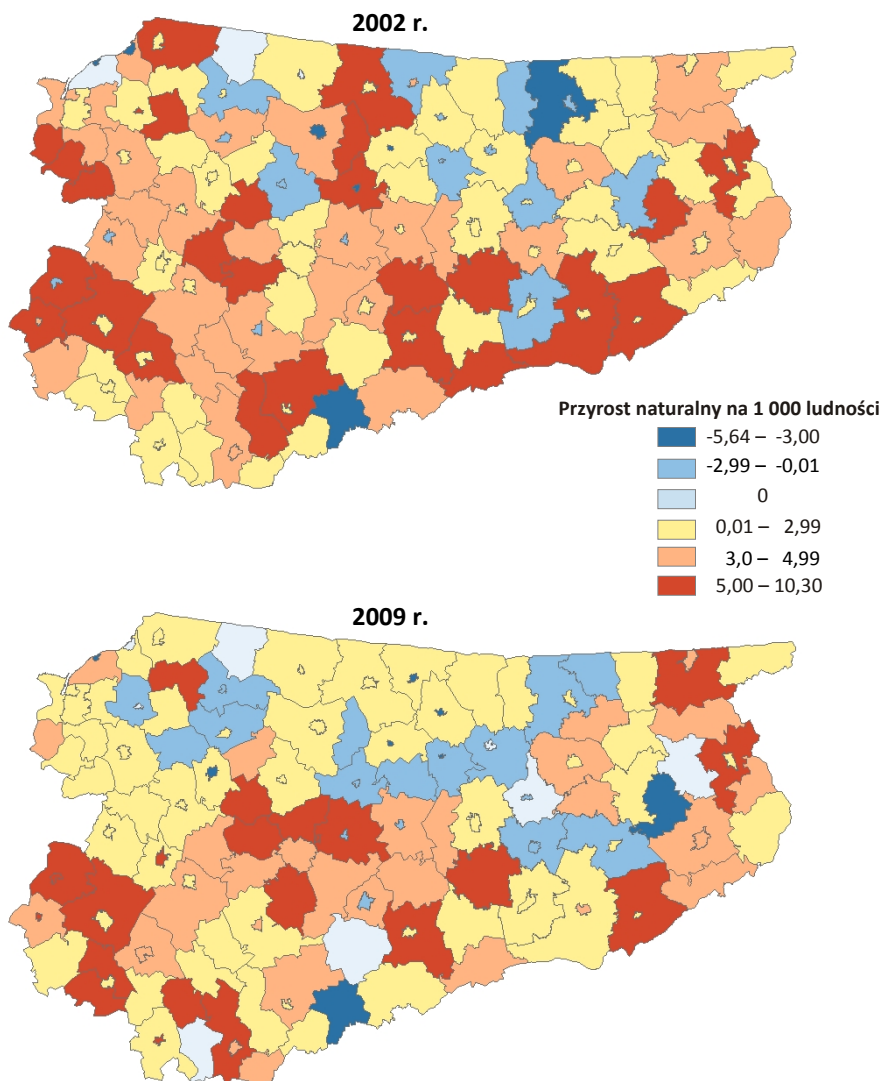 2002 r.
Przyrost naturalny na 1 000 ludności
-5,64 – -3,00
-2,99 – -0,01
0
0,01 – 2,99
3,0 – 4,99
5,00 – 10,30
2009 r.